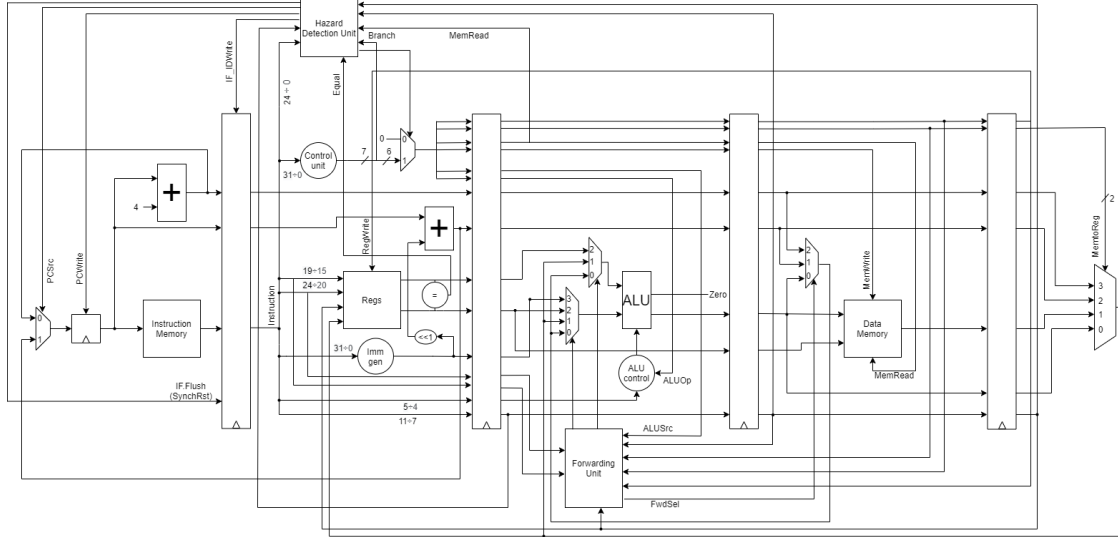 Hazard
Detection Unit
Branch
MemRead
IF_IDWrite
Equal
24 ÷ 0
PCSrc
PCWrite
Control
unit
31÷0
7
6
0
0
1
RegWrite
MemWrite
2
MemtoReg
+
4
+
Instruction
19÷15
24÷20
Regs
=
<<1
31÷0
Imm
gen
0
1
Instruction
Memory
2
1
0
3
2
1
0
ALU
Zero
ALU
control
ALUOp
2
1
0
Data
Memory
MemRead
3
2
1
0
IF.Flush
(SynchRst)
5÷4
11÷7
ALUSrc
Forwarding
Unit
FwdSel